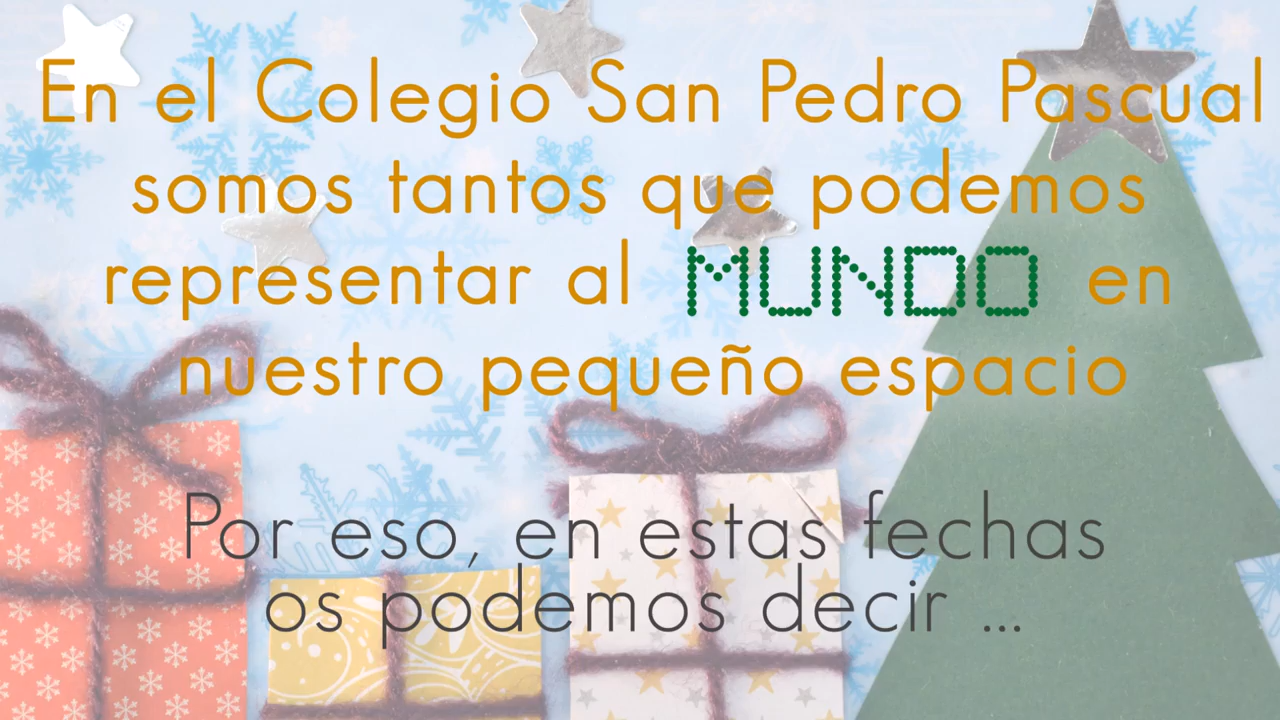 En el Colegio San Pedro Pascual
somos tantos que podemos
representar al MUNDO en
nuestro pequeño espacio
Por eso, en estas fechas
os podemos decir ...